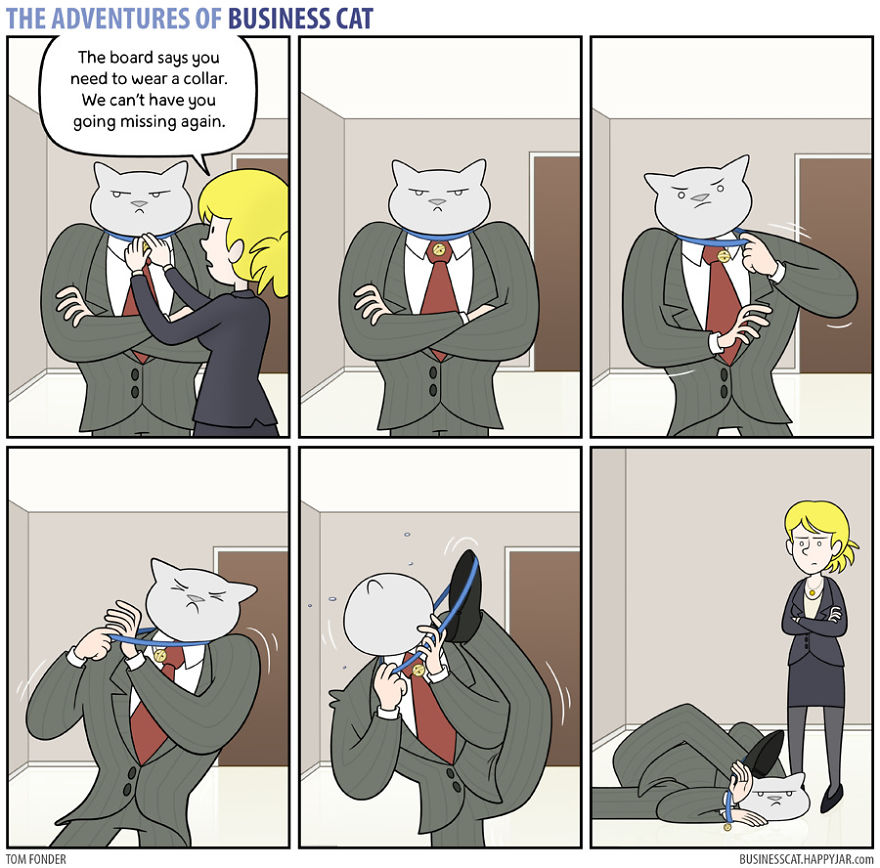 THE ADVENTURES OF BUSINESS CAT
The board says you
need to wear a collar.
We can't have you
going missing again.
TOM FONDER
BUSINESSCAT.HAPPYJAR.com